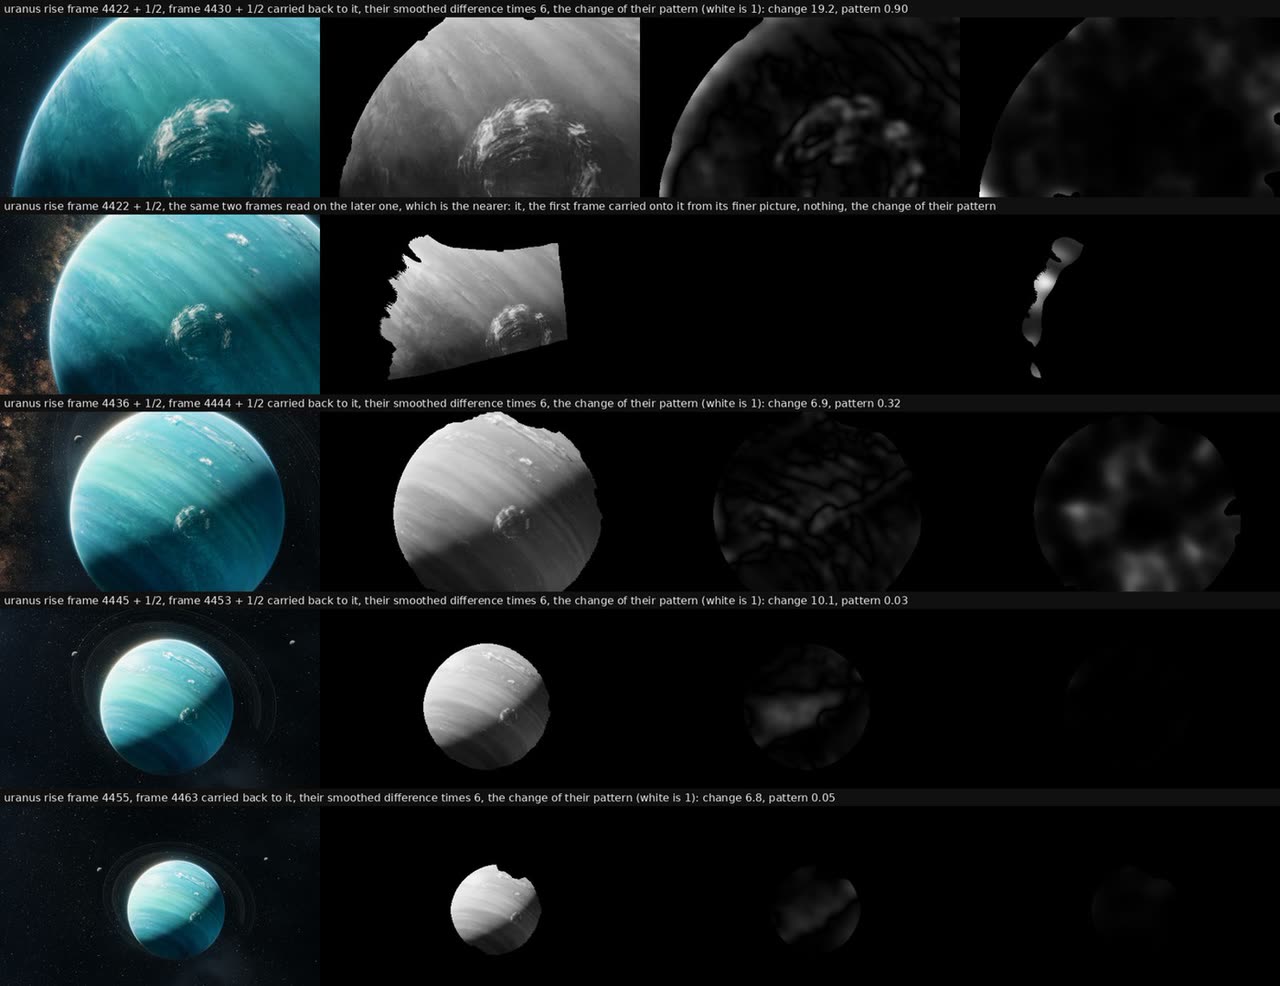 uranus rise frame 4422 + 1/2, frame 4430 + 1/2 carried back to it, their smoothed difference times 6, the change of their pattern (white is 1): change 19.2, pattern 0.90
uranus rise frame 4422 + 1/2, the same two frames read on the later one, which is the nearer: it, the first frame carried onto it from its finer picture, nothing, the change of their pattern
uranus rise frame 4436 + 1/2, frame 4444 + 1/2 carried back to it, their smoothed difference times 6, the change of their pattern (white is 1): change 6.9, pattern 0.32
uranus rise frame 4445 + 1/2, frame 4453 + 1/2 carried back to it, their smoothed difference times 6, the change of their pattern (white is 1): change 10.1, pattern 0.03
uranus rise frame 4455, frame 4463 carried back to it, their smoothed difference times 6, the change of their pattern (white is 1): change 6.8, pattern 0.05